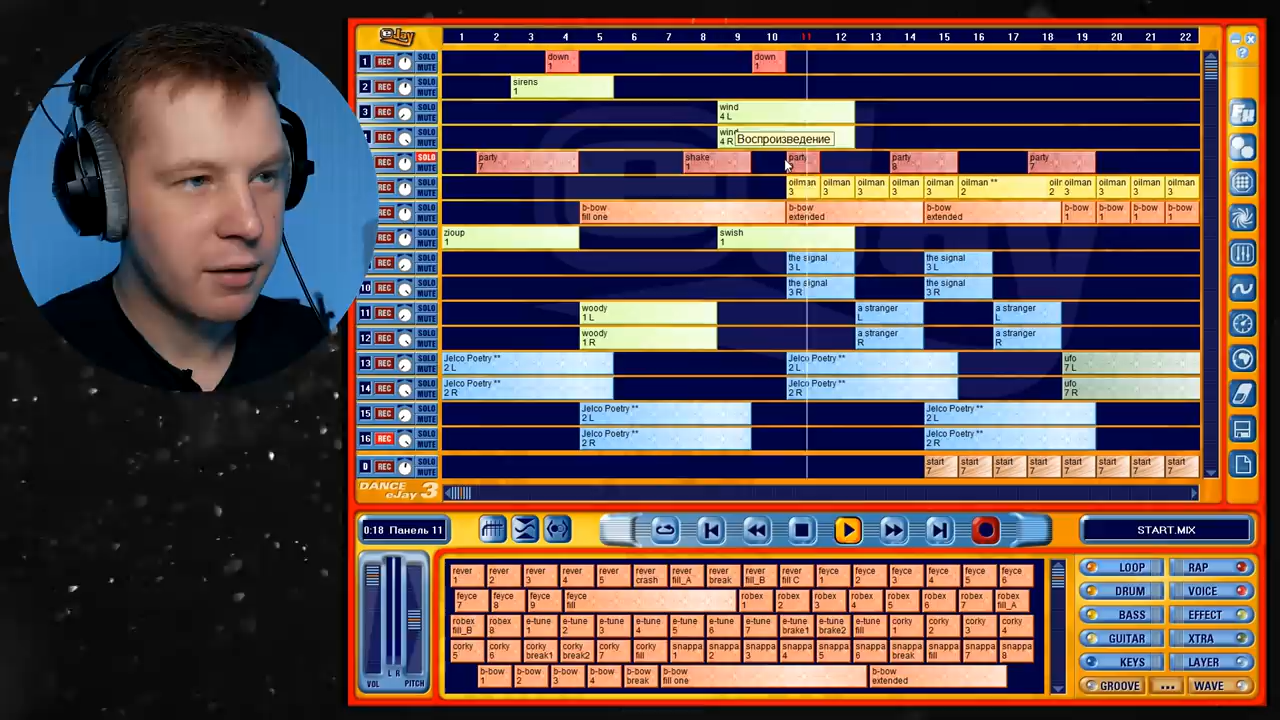 eJay 1 2 3 4 5 6 7 8 9 10 11 12 13 14 15 16 17 18 19 20 21 22
1 REC SOLO MUTE down 1 down 1
2 REC SOLO MUTE sirens 1
3 REC SOLO MUTE wind 4 L
REC SOLO MUTE wind 4 R Воспроизведение
REC SOLO MUTE party 7 shake 1 party party 8 party 7
REC SOLO MUTE oilman 3 oilman 3 oilman 3 oilman 3 oilman 3 oilman ** 2 oilr 2 oilman 3 oilman 3 oilman 3 oilman 3
REC SOLO MUTE b-bow fill one b-bow extended b-bow extended b-bow 1 b-bow 1 b-bow 1 b-bow 1
REC SOLO MUTE zioup 1 swish 1
REC SOLO MUTE the signal 3 L the signal 3 L
10 REC SOLO MUTE the signal 3 R the signal 3 R
11 REC SOLO MUTE woody 1 L a stranger L a stranger L
12 REC SOLO MUTE woody 1 R a stranger R a stranger R
13 REC SOLO MUTE Jelco Poetry ** 2 L Jelco Poetry ** 2 L ufo 7 L
14 REC SOLO MUTE Jelco Poetry ** 2 R Jelco Poetry ** 2 R ufo 7 R
15 REC SOLO MUTE Jelco Poetry ** 2 L Jelco Poetry ** 2 L
16 REC SOLO MUTE Jelco Poetry ** 2 R Jelco Poetry ** 2 R
D REC SOLO MUTE start 7 start 7 start 7 start 7 start 7 start 7 start 7 start 7
DANCE eJay 3
0:18 Панель 11 START.MIX
rever 1 rever 2 rever 3 rever 4 rever 5 rever crash rever fill_A rever break rever fill_B rever fill C feyce 1 feyce 2 feyce 3 feyce 4 feyce 5 feyce 6
feyce 7 feyce 8 feyce 9 feyce fill robex 1 robex 2 robex 3 robex 4 robex 5 robex 6 robex 7 robex fill_A
robex fill_B robex 8 e-tune 1 e-tune 2 e-tune 3 e-tune 4 e-tune 5 e-tune 6 e-tune 7 e-tune brake1 e-tune brake2 e-tune fill corky 1 corky 2 corky 3 corky 4
corky 5 corky 6 corky break1 corky break2 corky 7 corky fill snappa 1 snappa 2 snappa 3 snappa 4 snappa 5 snappa 6 snappa 7 snappa break snappa fill snappa 8
b-bow 1 b-bow 2 b-bow 3 b-bow 4 b-bow break b-bow fill one b-bow extended
VOL L R PITCH
LOOP RAP
DRUM VOICE
BASS EFFECT
GUITAR XTRA
KEYS LAYER
GROOVE ... WAVE